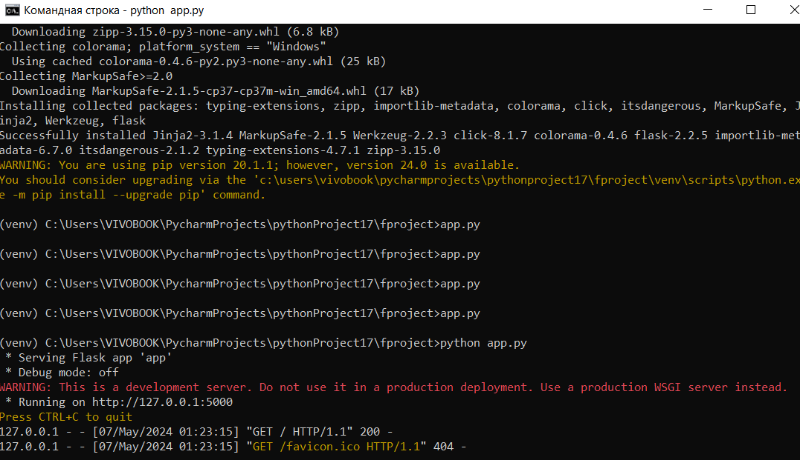 Командная строка - python app.py
Downloading zipp-3.15.0-py3-none-any.whl (6.8 kB)
Collecting colorama; platform_system == "Windows"
Using cached colorama-0.4.6-py2.py3-none-any.whl (25 kB)
Collecting MarkupSafe>=2.0
Downloading MarkupSafe-2.1.5-cp37-cp37m-win_amd64.whl (17 kB)
Installing collected packages: typing-extensions, zipp, importlib-metadata, colorama, click, itsdangerous, MarkupSafe, J
inja2, Werkzeug, flask
Successfully installed Jinja2-3.1.4 MarkupSafe-2.1.5 Werkzeug-2.2.3 click-8.1.7 colorama-0.4.6 flask-2.2.5 importlib-met
adata-6.7.0 itsdangerous-2.1.2 typing-extensions-4.7.1 zipp-3.15.0
WARNING: You are using pip version 20.1.1; however, version 24.0 is available.
You should consider upgrading via the 'c:\users\vivobook\pycharmprojects\pythonproject17\fproject\venv\scripts\python.ex
e -m pip install --upgrade pip' command.
(venv) C:\Users\VIVOBOOK\PycharmProjects\pythonProject17\fproject>app.py
(venv) C:\Users\VIVOBOOK\PycharmProjects\pythonProject17\fproject>app.py
(venv) C:\Users\VIVOBOOK\PycharmProjects\pythonProject17\fproject>app.py
(venv) C:\Users\VIVOBOOK\PycharmProjects\pythonProject17\fproject>app.py
(venv) C:\Users\VIVOBOOK\PycharmProjects\pythonProject17\fproject>python app.py
* Serving Flask app 'app'
* Debug mode: off
WARNING: This is a development server. Do not use it in a production deployment. Use a production WSGI server instead.
* Running on http://127.0.0.1:5000
Press CTRL+C to quit
127.0.0.1 - - [07/May/2024 01:23:15] "GET / HTTP/1.1" 200 -
127.0.0.1 - - [07/May/2024 01:23:15] "GET /favicon.ico HTTP/1.1" 404 -